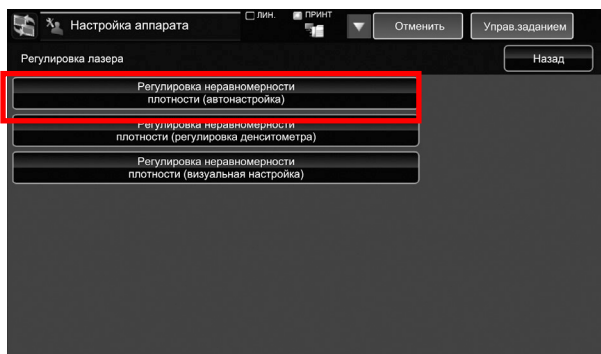 Настройка аппарата
ЛИН.
ПРИНТ
Отменить
Управ.заданием
Регулировка лазера
Назад
Регулировка неравномерности
плотности (автонастройка)
Регулировка неравномерности
плотности (регулировка денситометра)
Регулировка неравномерности
плотности (визуальная настройка)